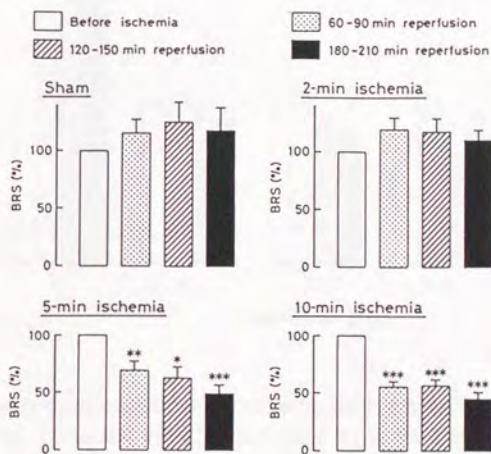 Before ischemia
60-90 min reperfusion
120-150 min reperfusion
180-210 min reperfusion
Sham
2-min ischemia
BRS (%)
100
50
0
BRS (%)
100
50
0
5-min ischemia
10-min ischemia
BRS (%)
100
50
0
**
*
***
BRS (%)
100
50
0
***
***
***